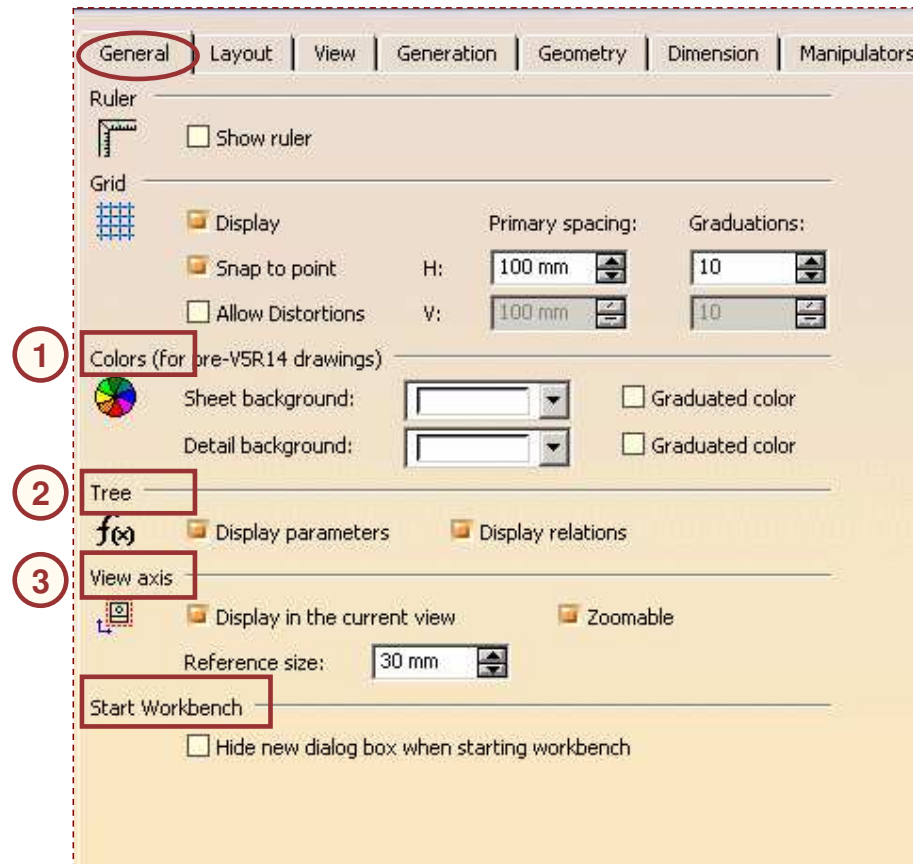 General Layout View Generation Geometry Dimension Manipulators
Ruler
Show ruler
Grid
Display Primary spacing: Graduations:
Snap to point H: 100 mm 10
Allow Distortions V: 100 mm 10
1 Colors (for pre-V5R14 drawings)
Sheet background: Graduated color
Detail background: Graduated color
2 Tree
f(x) Display parameters Display relations
3 View axis
Display in the current view Zoomable
Reference size: 30 mm
Start Workbench
Hide new dialog box when starting workbench